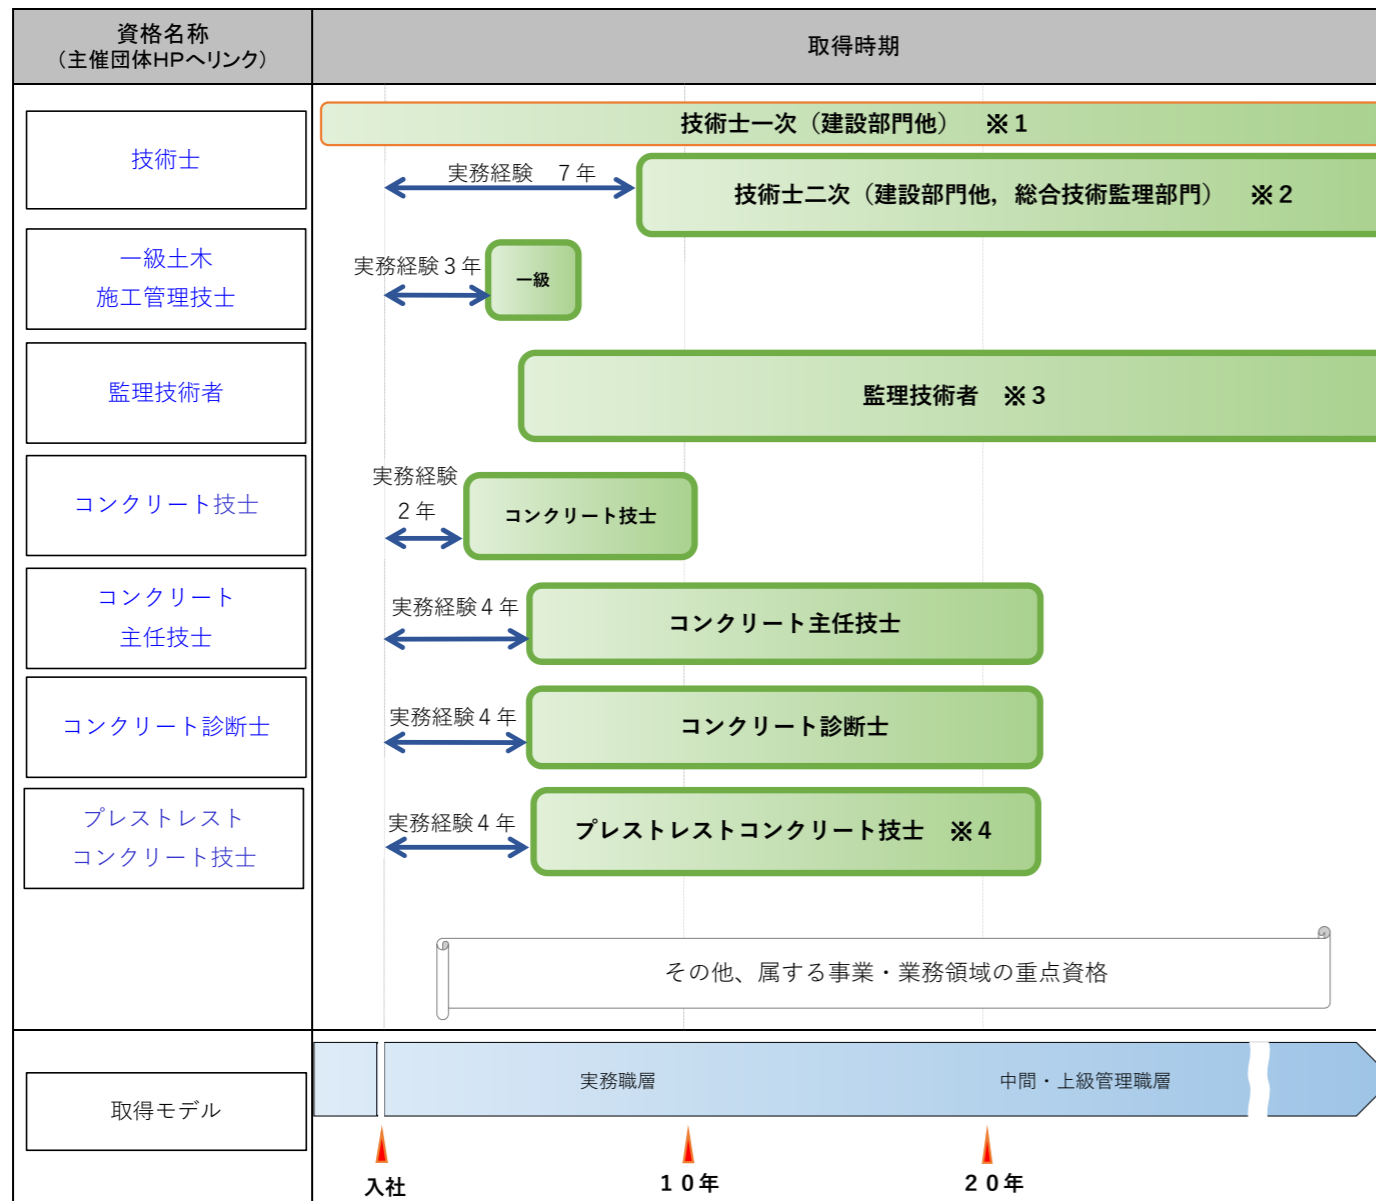 資格名称
（主催団体HPへリンク）
取得時期
技術士
技術士一次（建設部門他）　※１
実務経験　７年
技術士二次（建設部門他，総合技術監理部門）　※２
一級土木
施工管理技士
実務経験３年
一級
監理技術者
監理技術者　※３
コンクリート技士
実務経験
２年
コンクリート技士
コンクリート
主任技士
実務経験４年
コンクリート主任技士
コンクリート診断士
実務経験４年
コンクリート診断士
プレストレスト
コンクリート技士
実務経験４年
プレストレストコンクリート技士　※４
その他、属する事業・業務領域の重点資格
取得モデル
実務職層
中間・上級管理職層
入社
１０年
２０年